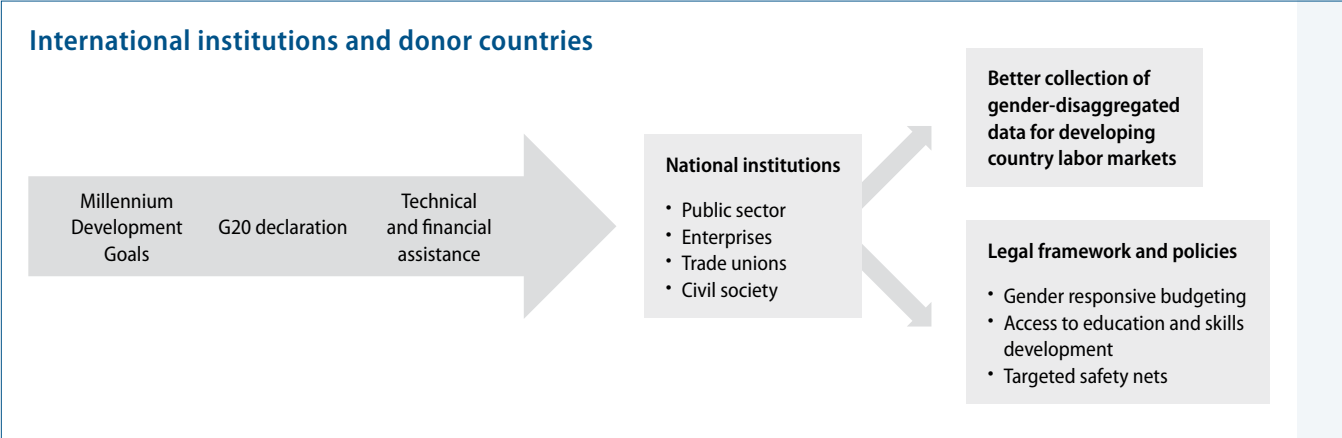 International institutions and donor countries
Millennium
Development
Goals
G20 declaration
Technical
and financial
assistance
National institutions
• Public sector
• Enterprises
• Trade unions
• Civil society
Better collection of
gender-disaggregated
data for developing
country labor markets
Legal framework and policies
• Gender responsive budgeting
• Access to education and skills
development
• Targeted safety nets